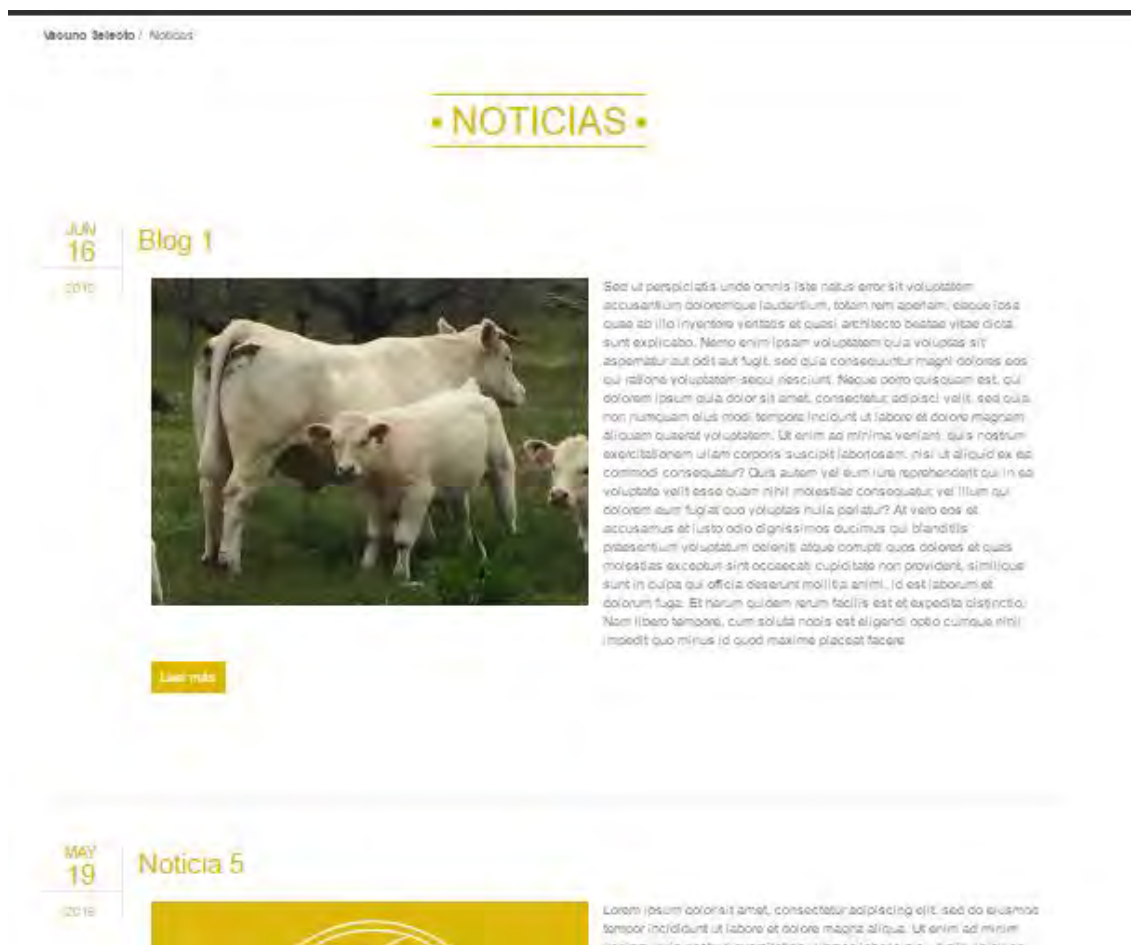 Vacuno Selecto / Noticias
• NOTICIAS •
JUN
16
Blog 1
Sed ut perspiciatis unde omnis iste natus error sit voluptatem
accusantium doloremque laudantium, totam rem aperiam, eaque ipsa
quae ab illo inventore veritatis et quasi architecto beatae vitae dicta
sunt explicabo. Nemo enim ipsam voluptatem quia voluptas sit
aspernatur aut odit aut fugit, sed quia consequuntur magni dolores eos
qui ratione voluptatem sequi nesciunt. Neque porro quisquam est, qui
dolorem ipsum quia dolor sit amet, consectetur, adipisci velit, sed quia
non numquam eius modi tempora incidunt ut labore et dolore magnam
aliquam quaerat voluptatem. Ut enim ad minima veniam, quis nostrum
exercitationem ullam corporis suscipit laboriosam, nisi ut aliquid ex ea
commodi consequatur? Quis autem vel eum iure reprehenderit qui in ea
voluptate velit esse quam nihil molestiae consequatur, vel illum qui
dolorem eum fugiat quo voluptas nulla pariatur? At vero eos et
accusamus et iusto odio dignissimos ducimus qui blanditiis
praesentium voluptatum deleniti atque corrupti quos dolores et quas
molestias excepturi sint occaecati cupiditate non provident, similique
sunt in culpa qui officia deserunt mollitia animi, id est laborum et
dolorum fuga. Et harum quidem rerum facilis est et expedita distinctio.
Nam libero tempore, cum soluta nobis est eligendi optio cumque nihil
impedit quo minus id quod maxime placeat facere
Leer más
MAY
19
Noticia 5
Lorem ipsum dolor sit amet, consectetur adipiscing elit, sed do eiusmod
tempor incididunt ut labore et dolore magna aliqua. Ut enim ad minim